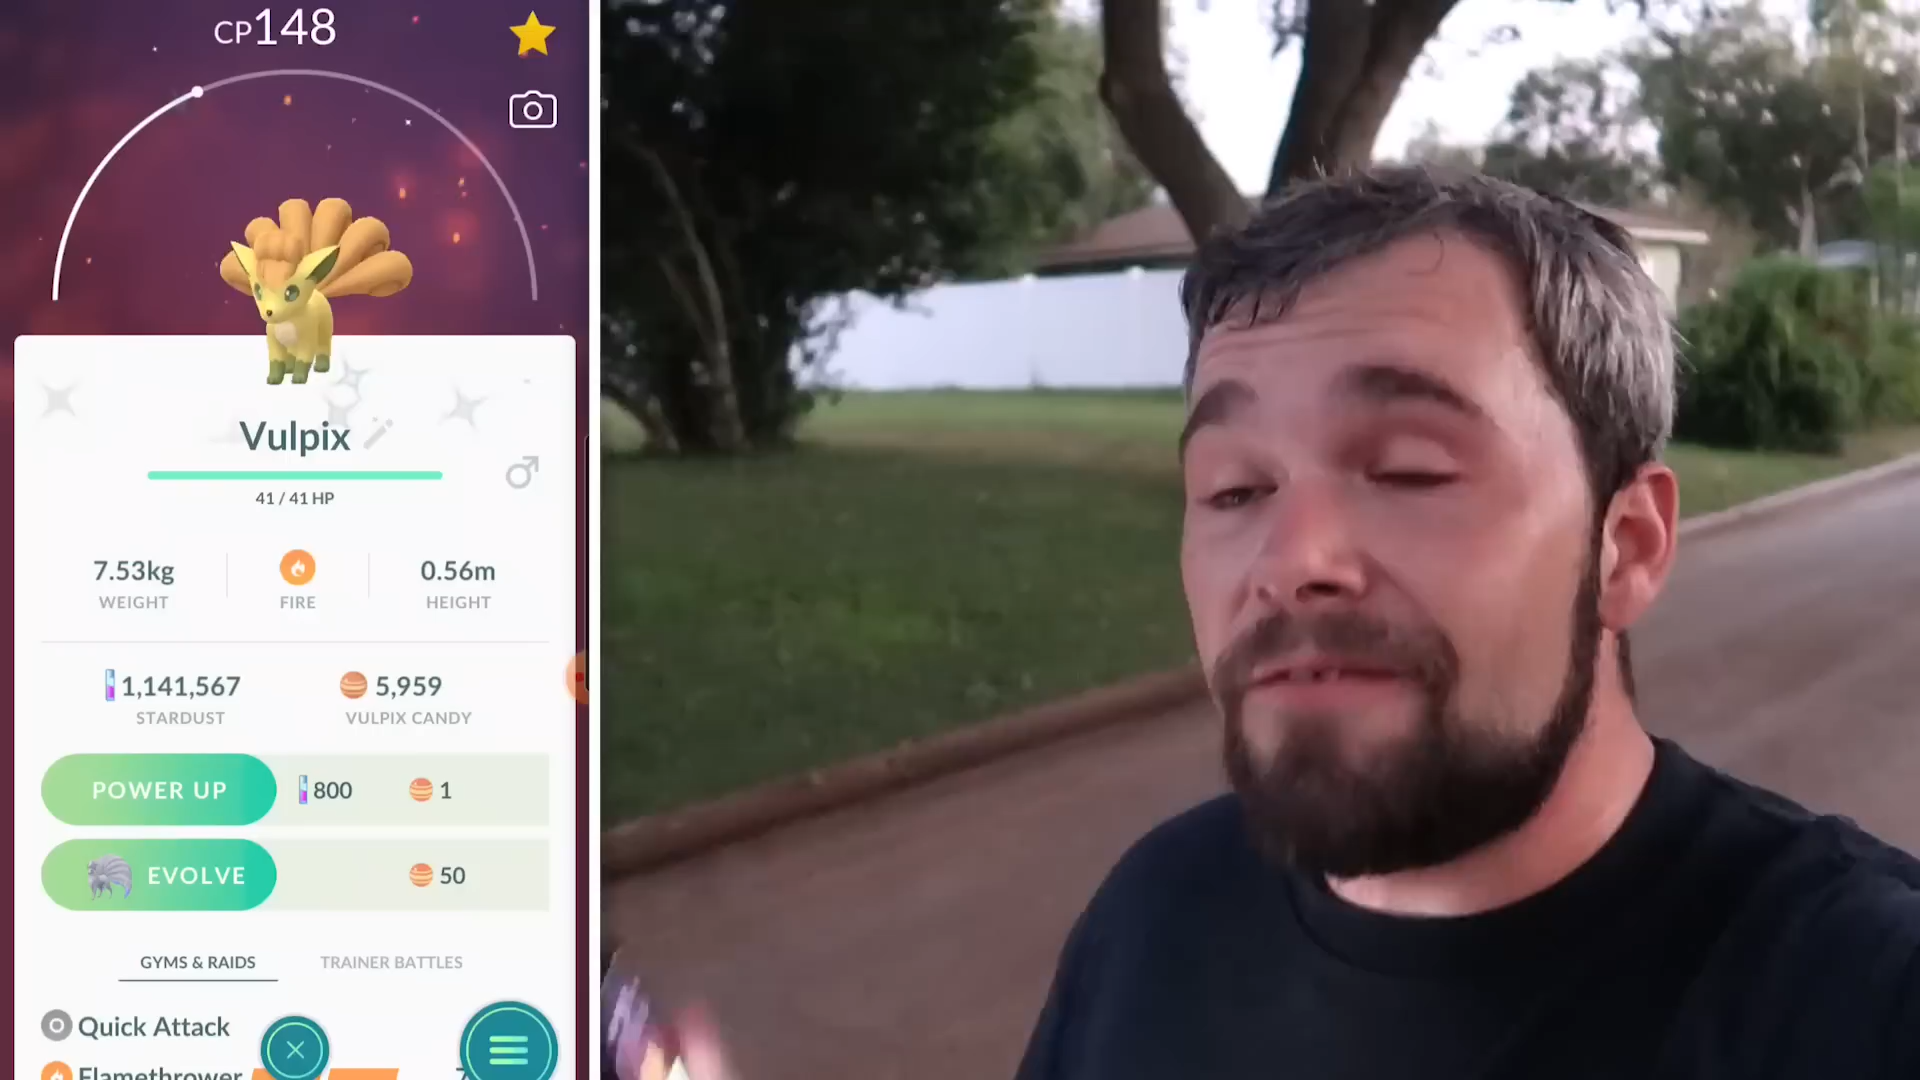 CP148
Vulpix
41 / 41 HP
7.53kg
WEIGHT
FIRE
0.56m
HEIGHT
1,141,567
STARDUST
5,959
VULPIX CANDY
POWER UP
800
1
EVOLVE
50
GYMS & RAIDS
TRAINER BATTLES
Quick Attack
Flamethrower